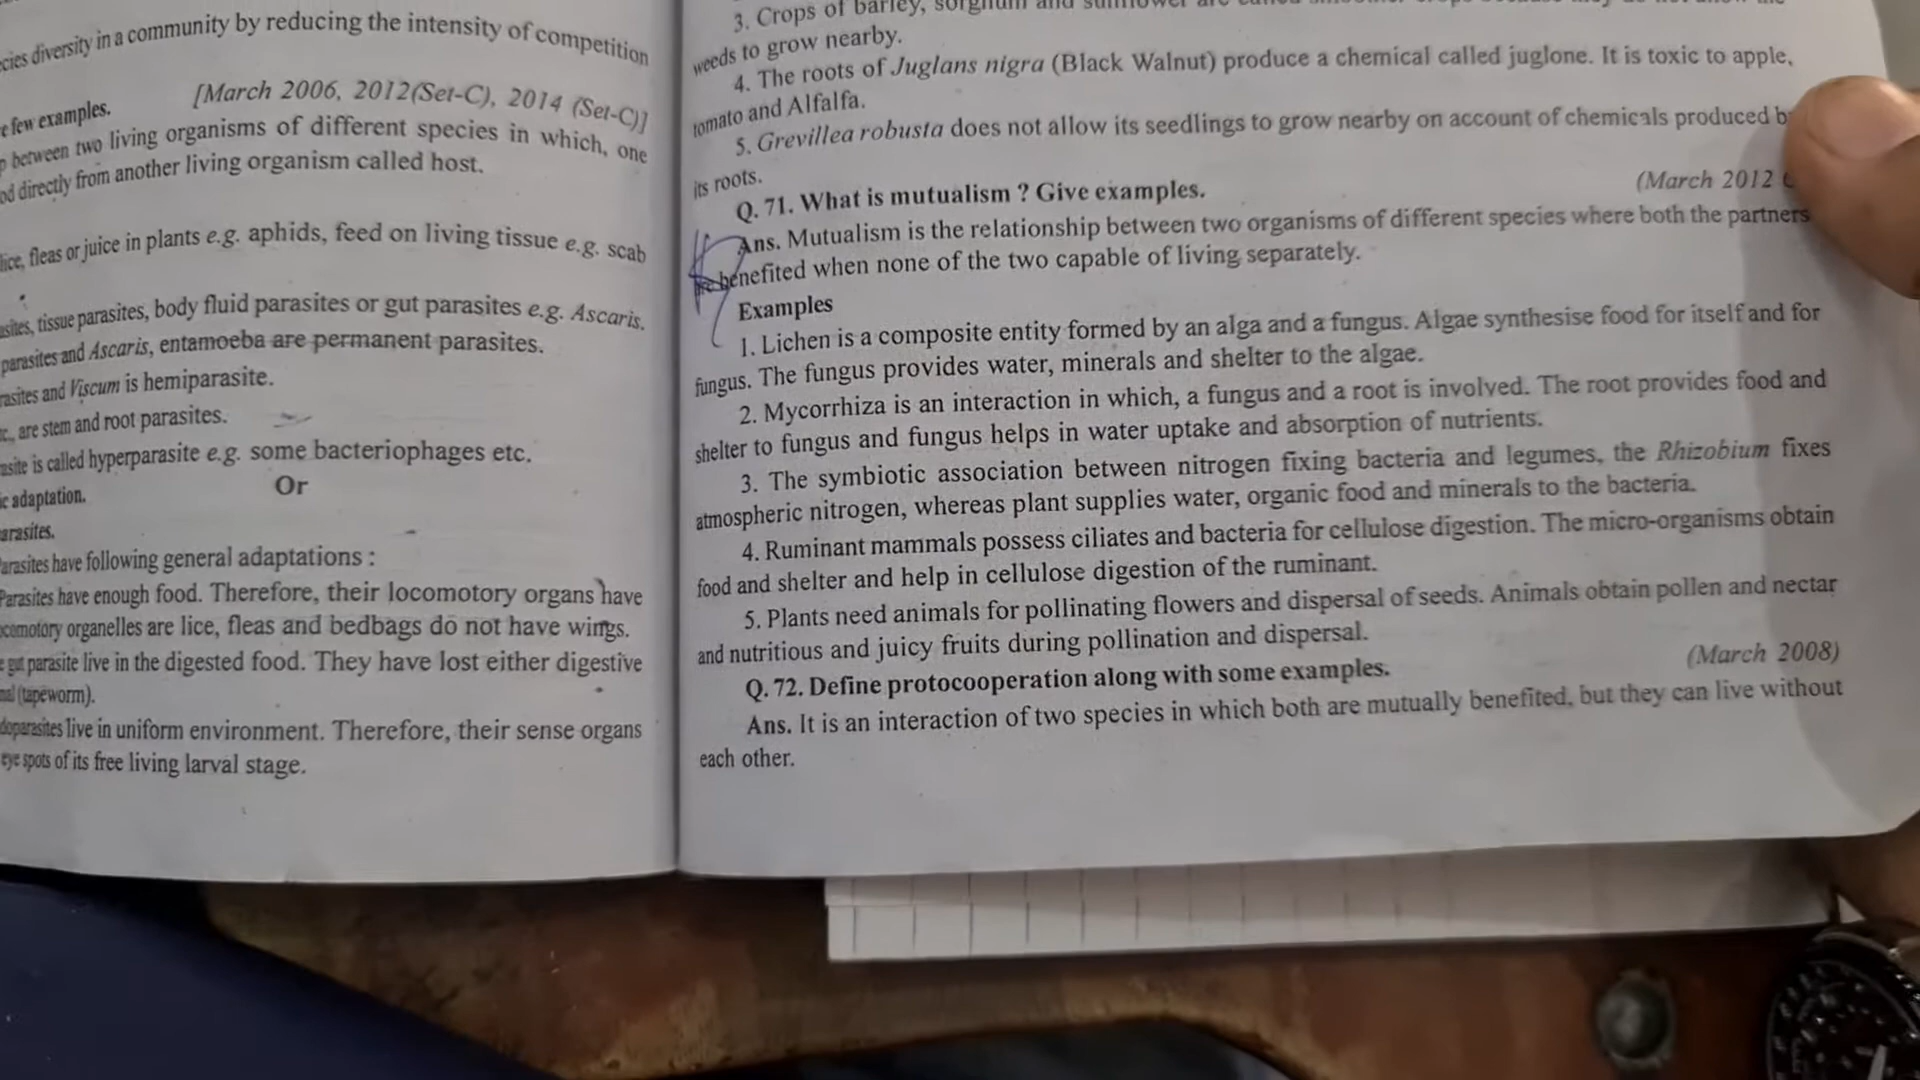 cies diversity in a community by reducing the intensity of competition
[March 2006, 2012(Set-C), 2014 (Set-C)]
e few examples.
between two living organisms of different species in which, one
od directly from another living organism called host.
lice, fleas or juice in plants e.g. aphids, feed on living tissue e.g. scab
asites, tissue parasites, body fluid parasites or gut parasites e.g. Ascaris.
parasites and Ascaris, entamoeba are permanent parasites.
rasites and Viscum is hemiparasite.
c., are stem and root parasites.
asite is called hyperparasite e.g. some bacteriophages etc.
Or
ic adaptation.
arasites.
Parasites have following general adaptations :
Parasites have enough food. Therefore, their locomotory organs have
ocomotory organelles are lice, fleas and bedbags do not have wings.
e gut parasite live in the digested food. They have lost either digestive
nal (tapeworm).
doparasites live in uniform environment. Therefore, their sense organs
eye spots of its free living larval stage.
3. Crops of barley, sorghum and sunflower are called smother crops because they do not allow the
weeds to grow nearby.
4. The roots of Juglans nigra (Black Walnut) produce a chemical called juglone. It is toxic to apple,
tomato and Alfalfa.
5. Grevillea robusta does not allow its seedlings to grow nearby on account of chemicals produced b
its roots.
Q. 71. What is mutualism ? Give examples.
(March 2012
Ans. Mutualism is the relationship between two organisms of different species where both the partners
are benefited when none of the two capable of living separately.
Examples
1. Lichen is a composite entity formed by an alga and a fungus. Algae synthesise food for itself and for
fungus. The fungus provides water, minerals and shelter to the algae.
2. Mycorrhiza is an interaction in which, a fungus and a root is involved. The root provides food and
shelter to fungus and fungus helps in water uptake and absorption of nutrients.
3. The symbiotic association between nitrogen fixing bacteria and legumes, the Rhizobium fixes
atmospheric nitrogen, whereas plant supplies water, organic food and minerals to the bacteria.
4. Ruminant mammals possess ciliates and bacteria for cellulose digestion. The micro-organisms obtain
food and shelter and help in cellulose digestion of the ruminant.
5. Plants need animals for pollinating flowers and dispersal of seeds. Animals obtain pollen and nectar
and nutritious and juicy fruits during pollination and dispersal.
Q. 72. Define protocooperation along with some examples.
(March 2008)
Ans. It is an interaction of two species in which both are mutually benefited, but they can live without
each other.